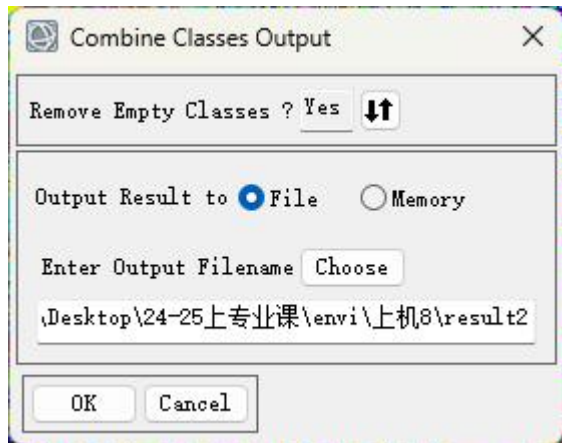 Combine Classes Output
Remove Empty Classes ? Yes
Output Result to File Memory
Enter Output Filename Choose
\Desktop\24-25上专业课\envi\上机8\result2
OK Cancel